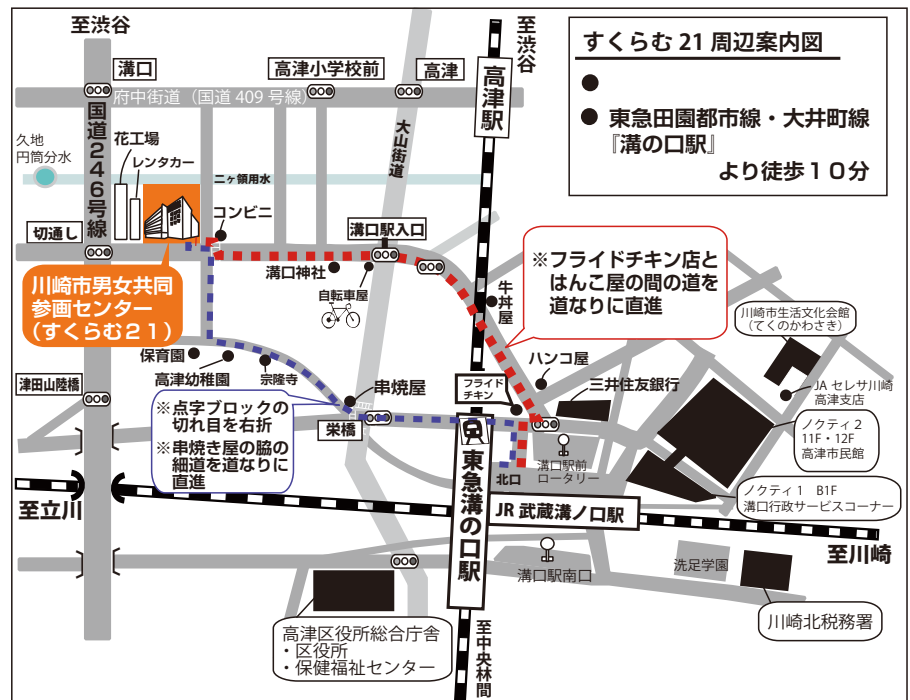 至渋谷
溝口
高津小学校前
高津
至渋谷
高津駅
府中街道（国道409号線）
国道246号線
大山街道
すくらむ21周辺案内図
●
● 東急田園都市線・大井町線
『溝の口駅』
より徒歩１０分
久地
円筒分水
花工場
レンタカー
二ヶ領用水
コンビニ
切通し
溝口駅入口
川崎市男女共同
参画センター
（すくらむ２１）
溝口神社
自転車屋
※フライドチキン店と
はんこ屋の間の道を
道なりに直進
牛丼屋
川崎市生活文化会館
（てくのかわさき）
保育園
高津幼稚園
宗隆寺
ハンコ屋
三井住友銀行
JA セレサ川崎
高津支店
津田山陸橋
串焼屋
フライド
チキン
※点字ブロックの
切れ目を右折
※串焼き屋の脇の
細道を道なりに
直進
栄橋
ノクティ２
11F・12F
高津市民館
東急溝の口駅
北口
溝口駅前
ロータリー
ノクティ１ B1F
溝口行政サービスコーナー
至立川
JR 武蔵溝ノ口駅
至川崎
溝口駅南口
洗足学園
川崎北税務署
高津区役所総合庁舎
・区役所
・保健福祉センター
至中央林間